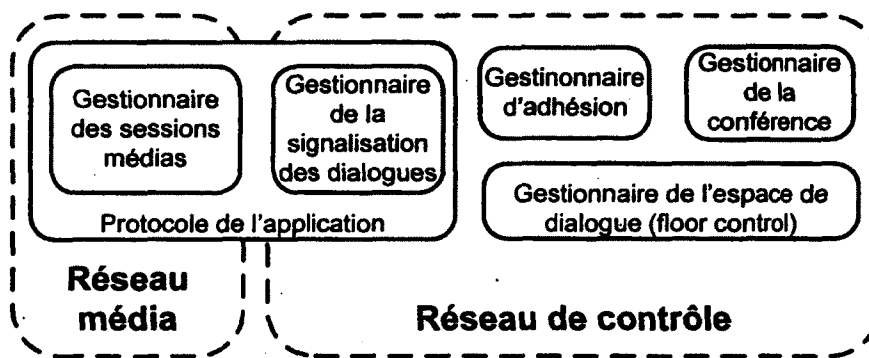 Gestionnaire
des sessions
médias
Gestionnaire
de la
signalisation
des dialogues
Protocole de l'application
Gestinonnaire
d'adhésion
Gestionnaire
de la
conférence
Gestionnaire de l'espace de
dialogue (floor control)
Réseau
média
Réseau de contrôle